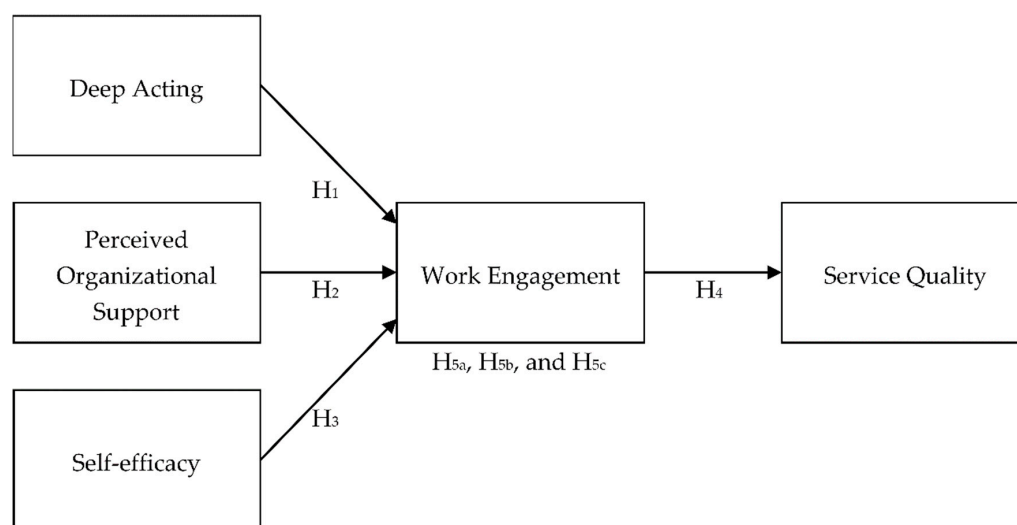 Deep Acting
H1
Perceived
Organizational
Support
H2
Work Engagement
H4
Service Quality
H5a, H5b, and H5c
H3
Self-efficacy